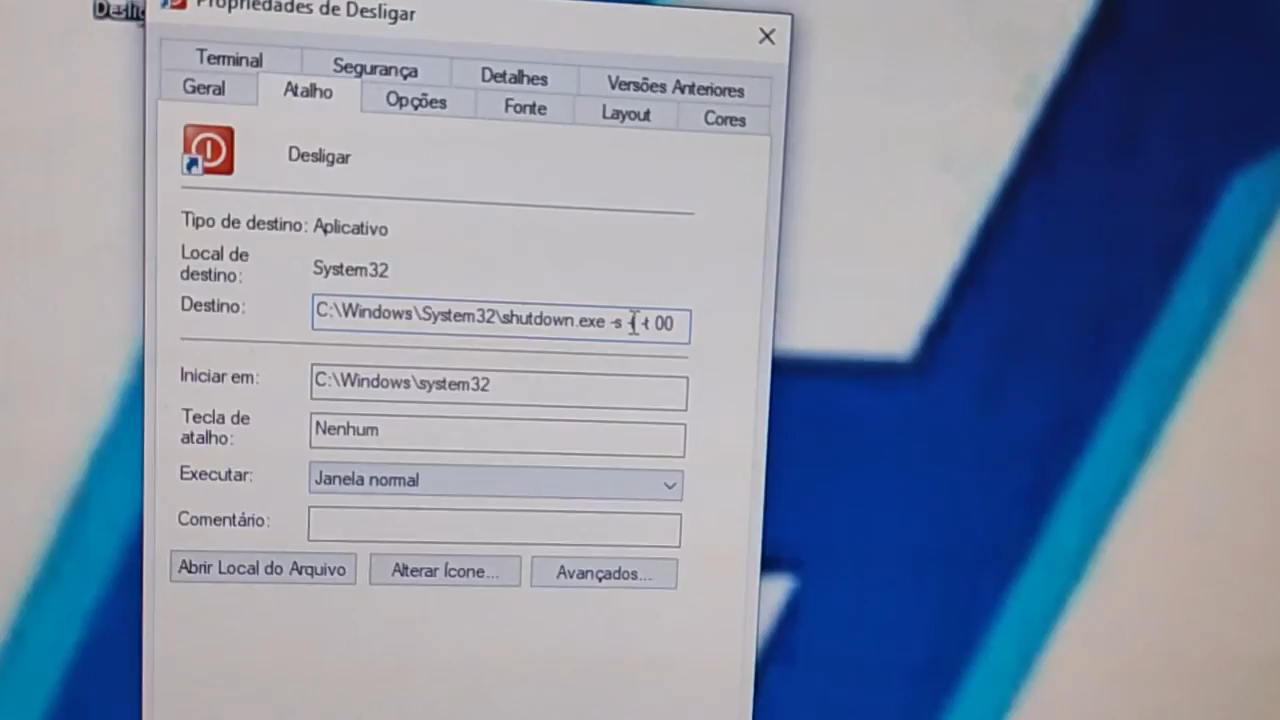 Propriedades de Desligar
Terminal Segurança Detalhes Versões Anteriores
Geral Atalho Opções Fonte Layout Cores
Desligar
Tipo de destino: Aplicativo
Local de destino: System32
Destino: C:\Windows\System32\shutdown.exe -s -t 00
Iniciar em: C:\Windows\system32
Tecla de atalho: Nenhum
Executar: Janela normal
Comentário:
Abrir Local do Arquivo Alterar Ícone... Avançados...